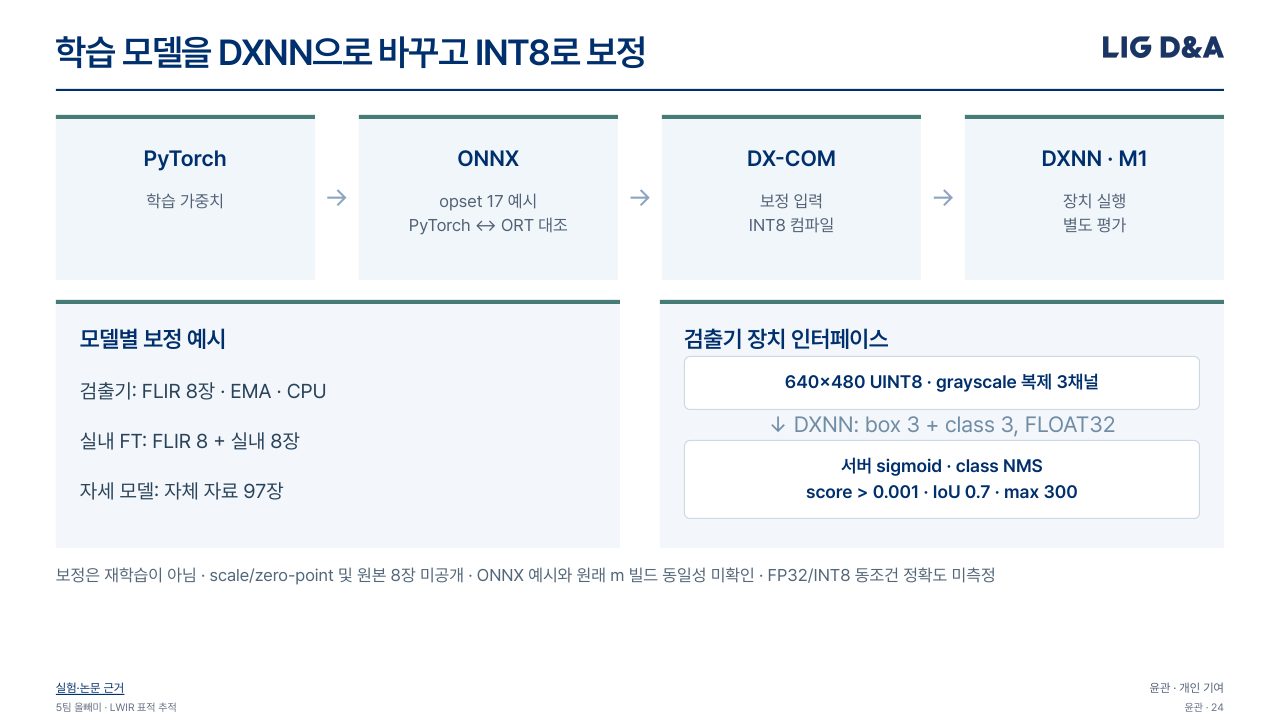 학습 모델을 DXNN으로 바꾸고 INT8로 보정
LIG D&A
PyTorch
학습 가중치
→
ONNX
opset 17 예시
PyTorch ↔ ORT 대조
→
DX-COM
보정 입력
INT8 컴파일
→
DXNN · M1
장치 실행
별도 평가
모델별 보정 예시
검출기: FLIR 8장 · EMA · CPU
실내 FT: FLIR 8 + 실내 8장
자세 모델: 자체 자료 97장
검출기 장치 인터페이스
640×480 UINT8 · grayscale 복제 3채널
↓ DXNN: box 3 + class 3, FLOAT32
서버 sigmoid · class NMS
score > 0.001 · IoU 0.7 · max 300
보정은 재학습이 아님 · scale/zero-point 및 원본 8장 미공개 · ONNX 예시와 원래 m 빌드 동일성 미확인 · FP32/INT8 동조건 정확도 미측정
실험·논문 근거
5팀 올빼미 · LWIR 표적 추적
윤관 · 개인 기여
윤관 · 24